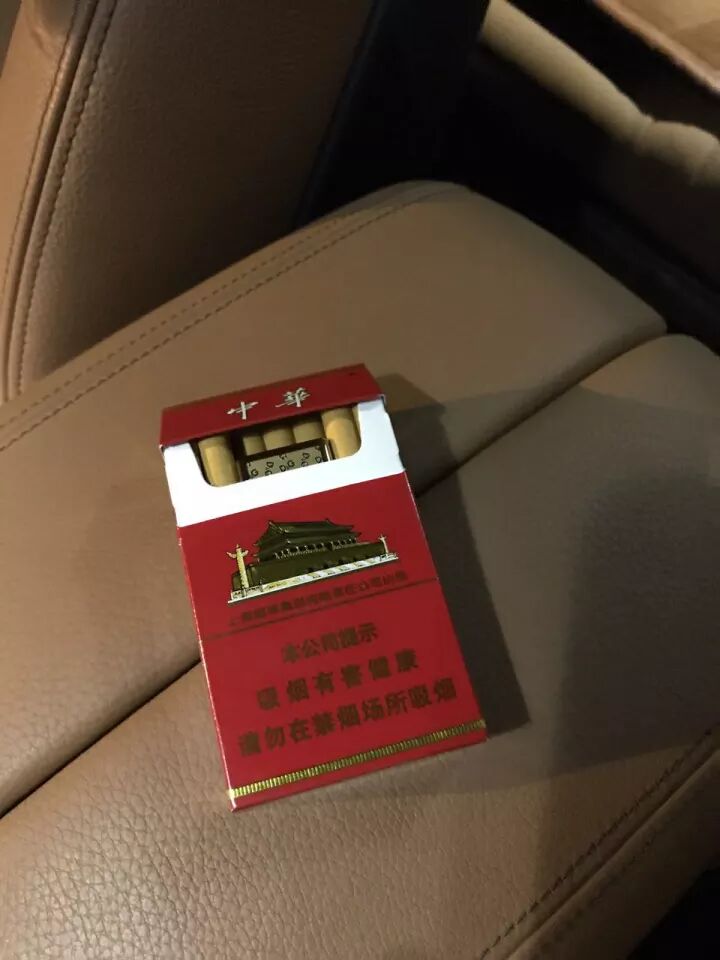 中华
本公司提示
吸烟有害健康
请勿在禁烟场所吸烟